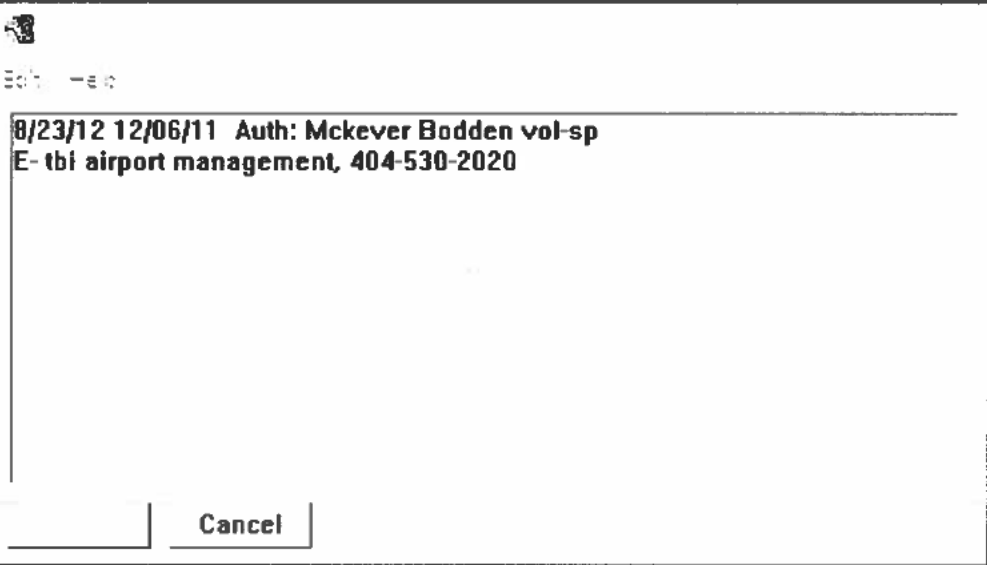 8/23/12 12/06/11 Auth: Mckever Bodden vol-sp
E- tbi airport management, 404-530-2020
Cancel